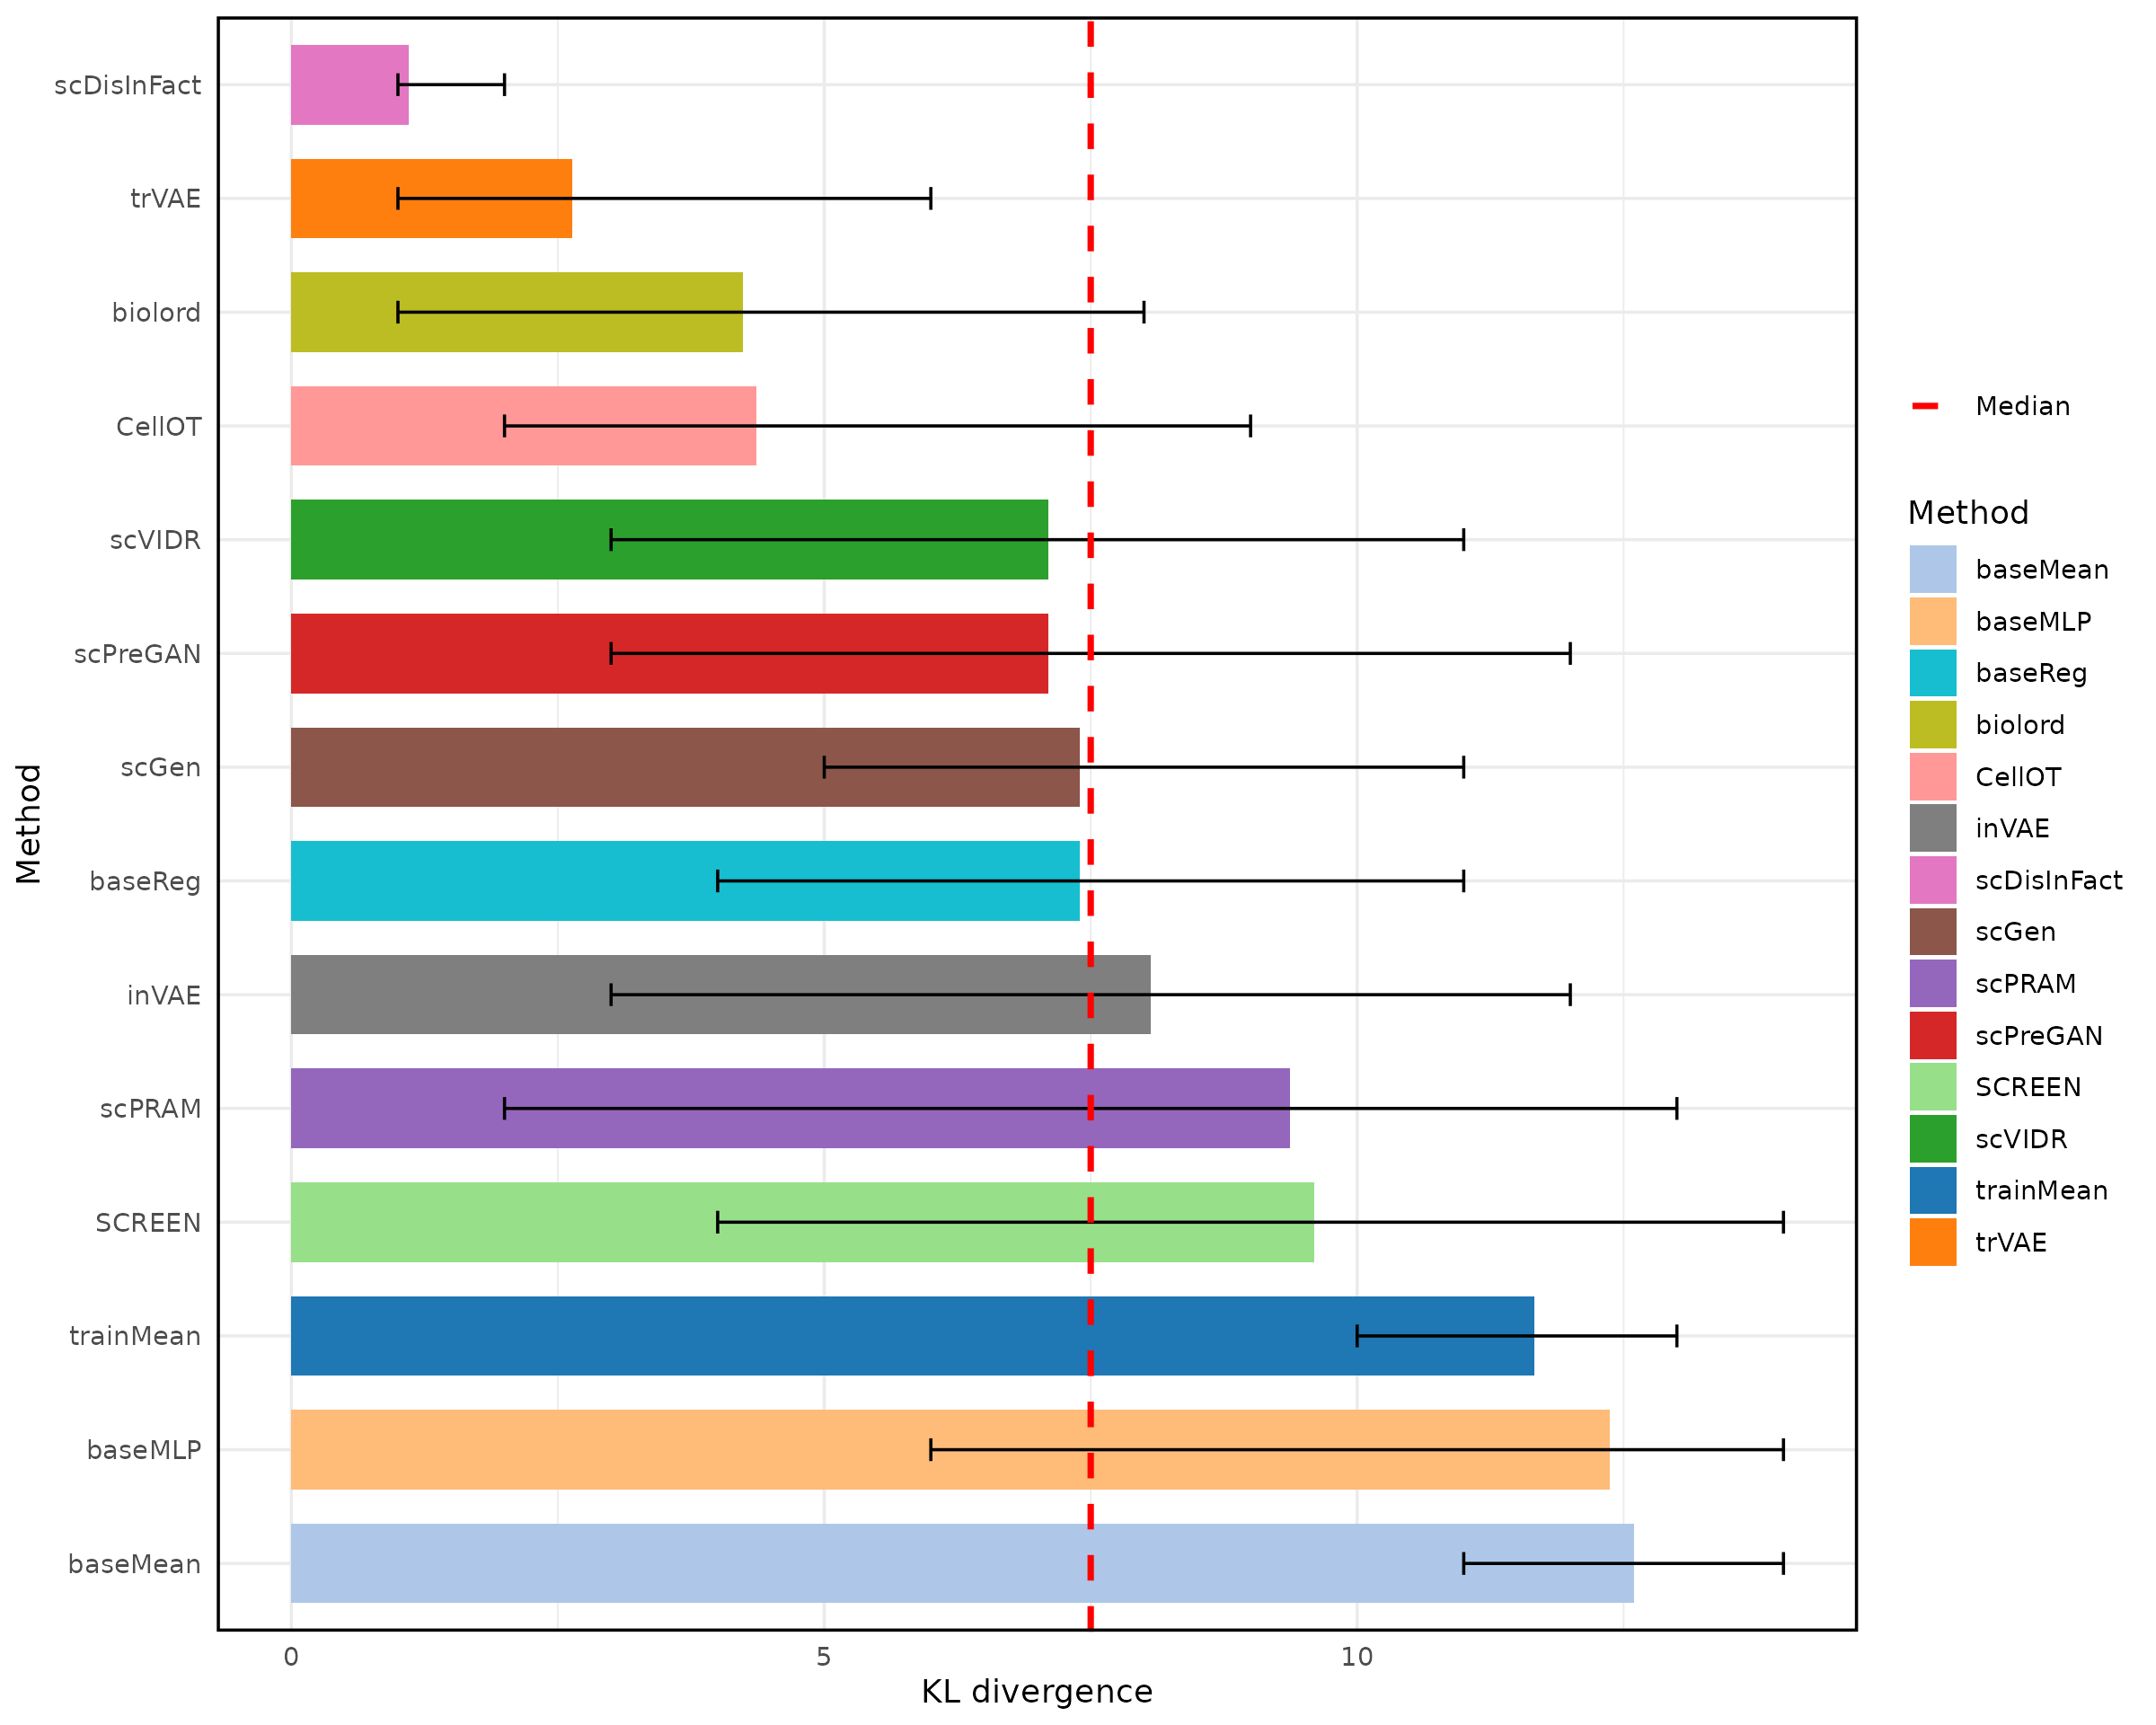 scDisInFact
trVAE
biolord
CellOT
scVIDR
scPreGAN
scGen
baseReg
inVAE
scPRAM
SCREEN
trainMean
baseMLP
baseMean
Method
0 5 10
KL divergence
Median
Method
baseMean
baseMLP
baseReg
biolord
CellOT
inVAE
scDisInFact
scGen
scPRAM
scPreGAN
SCREEN
scVIDR
trainMean
trVAE